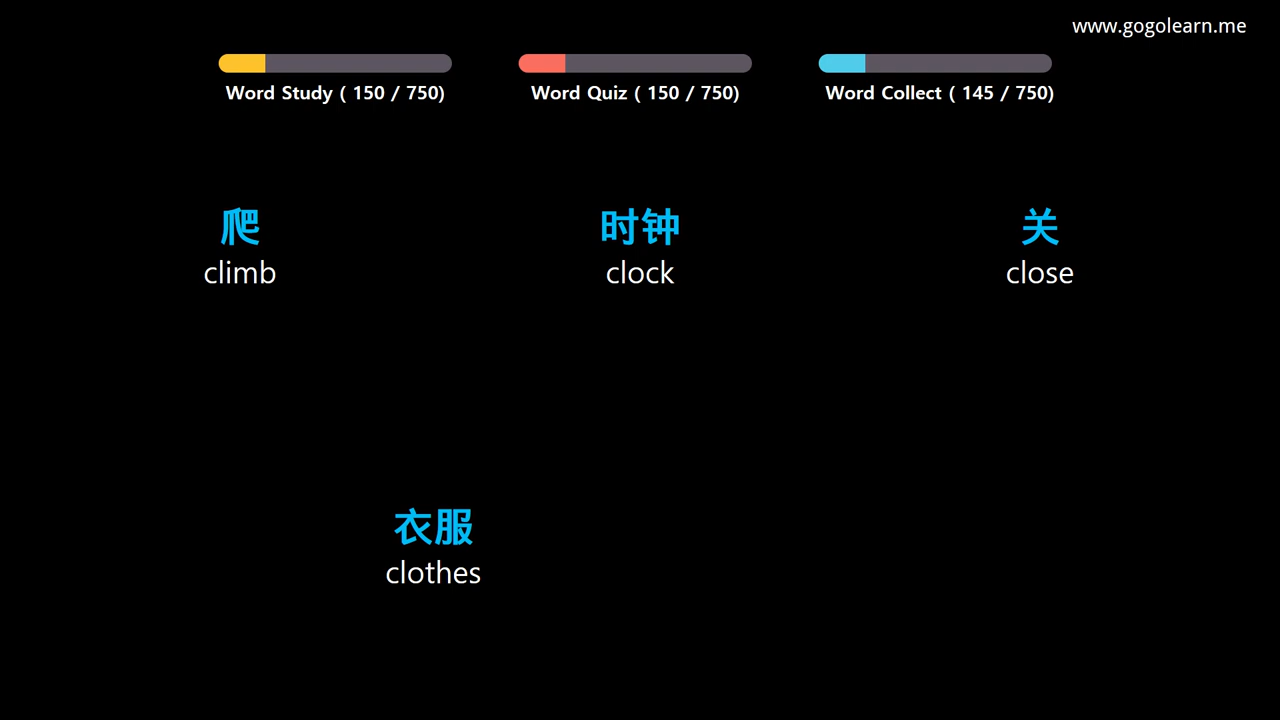 www.gogolearn.me
Word Study ( 150 / 750)
Word Quiz ( 150 / 750)
Word Collect ( 145 / 750)
爬
climb
时钟
clock
关
close
衣服
clothes